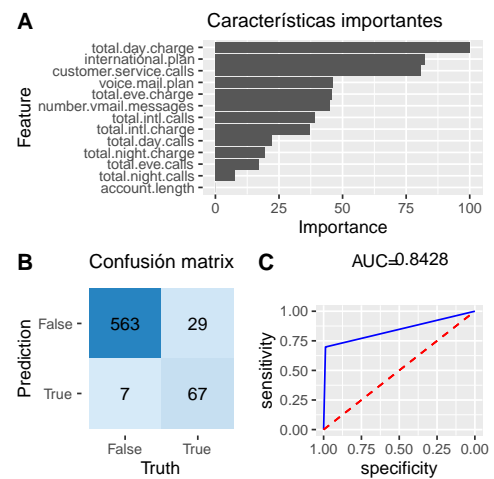 A
Características importantes
Feature
total.day.charge
international.plan
customer.service.calls
voice.mail.plan
total.eve.charge
number.vmail.messages
total.intl.calls
total.intl.charge
total.day.calls
total.night.charge
total.eve.calls
total.night.calls
account.length
0 25 50 75 100
Importance
B
Confusión matrix
Prediction
False
563 29
True
7 67
False True
Truth
C
AUC=0.8428
sensitivity
1.00
0.75
0.50
0.25
0.00
1.00 0.75 0.50 0.25 0.00
specificity